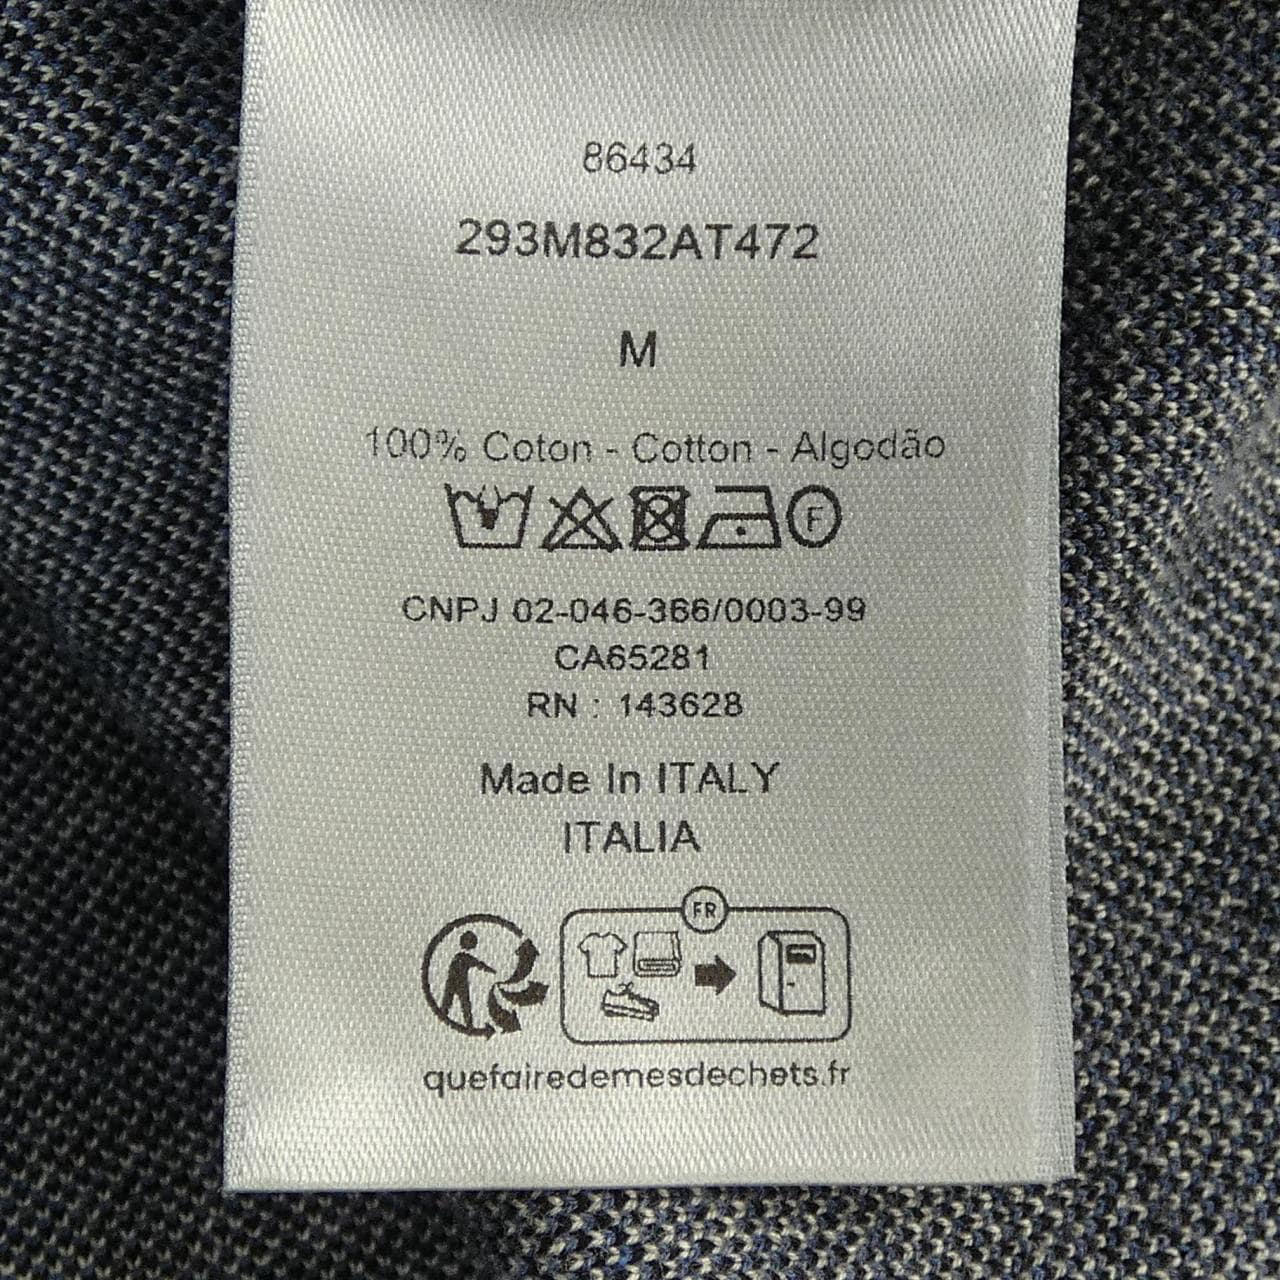 86434
293M832AT472
M
100% Coton - Cotton - Algodão
F
CNPJ 02-046-366/0003-99
CA65281
RN : 143628
Made In ITALY
ITALIA
FR
quefairedemesdechets.fr